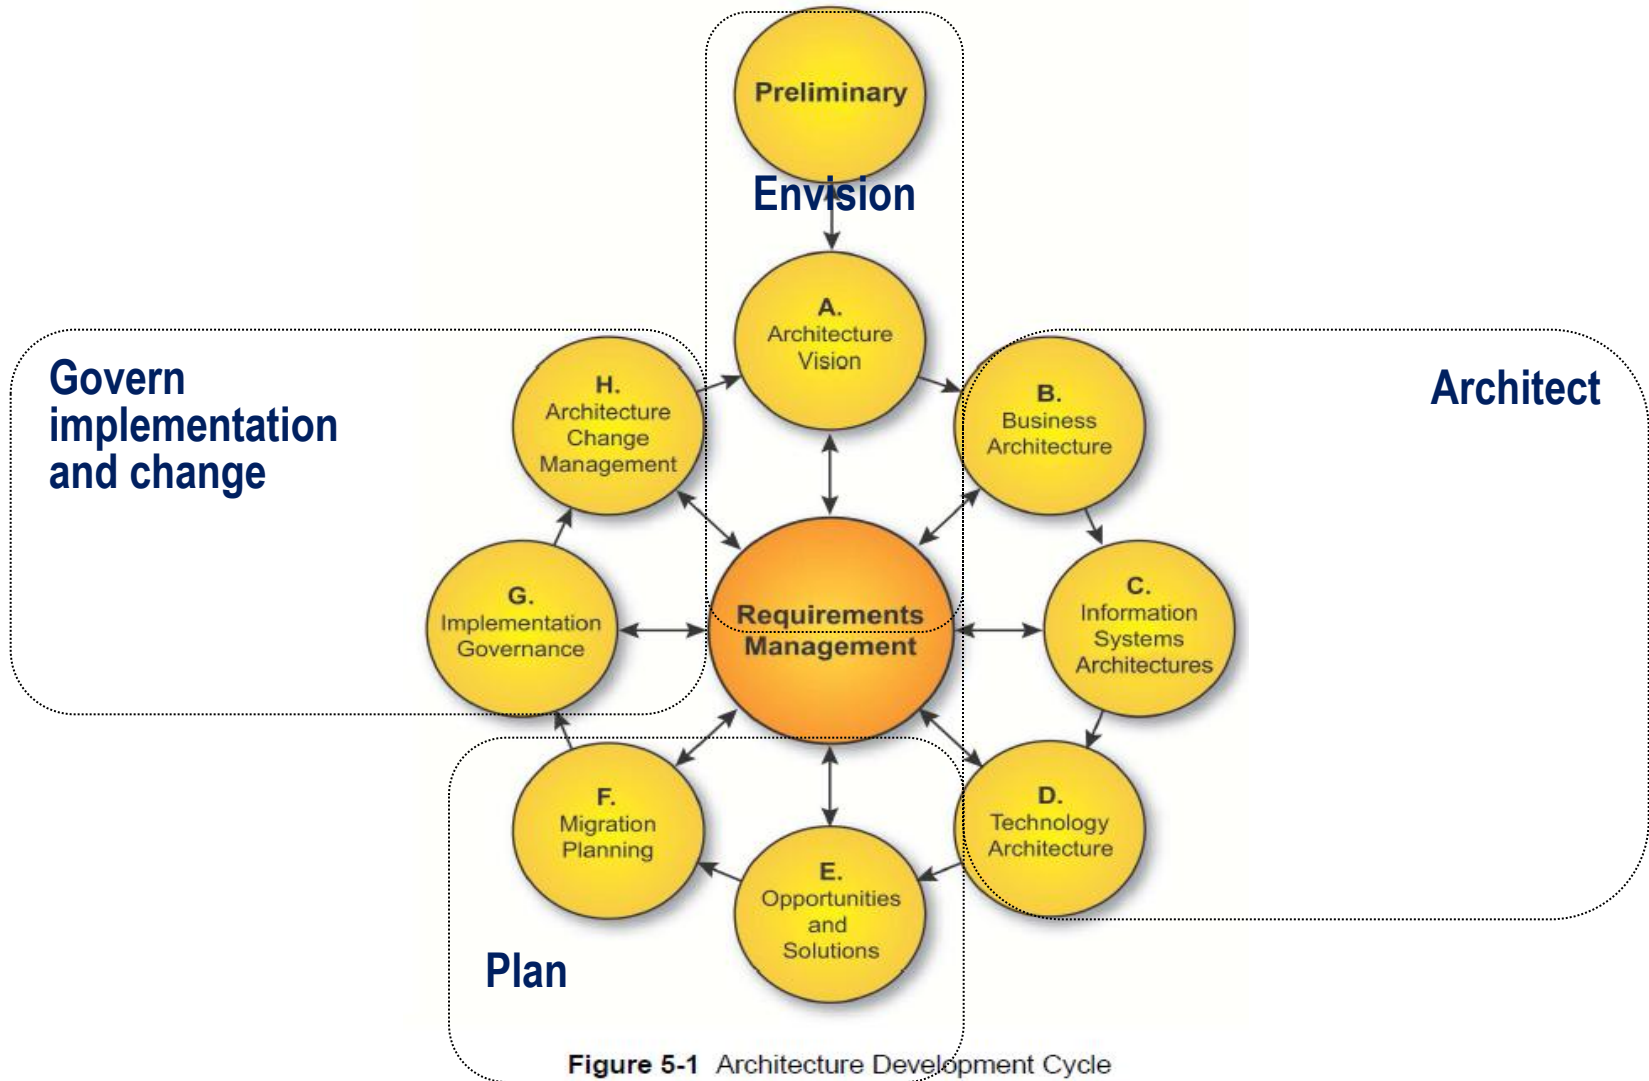 Preliminary
Envision
A.
Architecture
Vision
Govern
implementation
and change
H.
Architecture
Change
Management
B.
Business
Architecture
Architect
G.
Implementation
Governance
Requirements
Management
C.
Information
Systems
Architectures
F.
Migration
Planning
D.
Technology
Architecture
E.
Opportunities
and
Solutions
Plan
Figure 5-1 Architecture Development Cycle